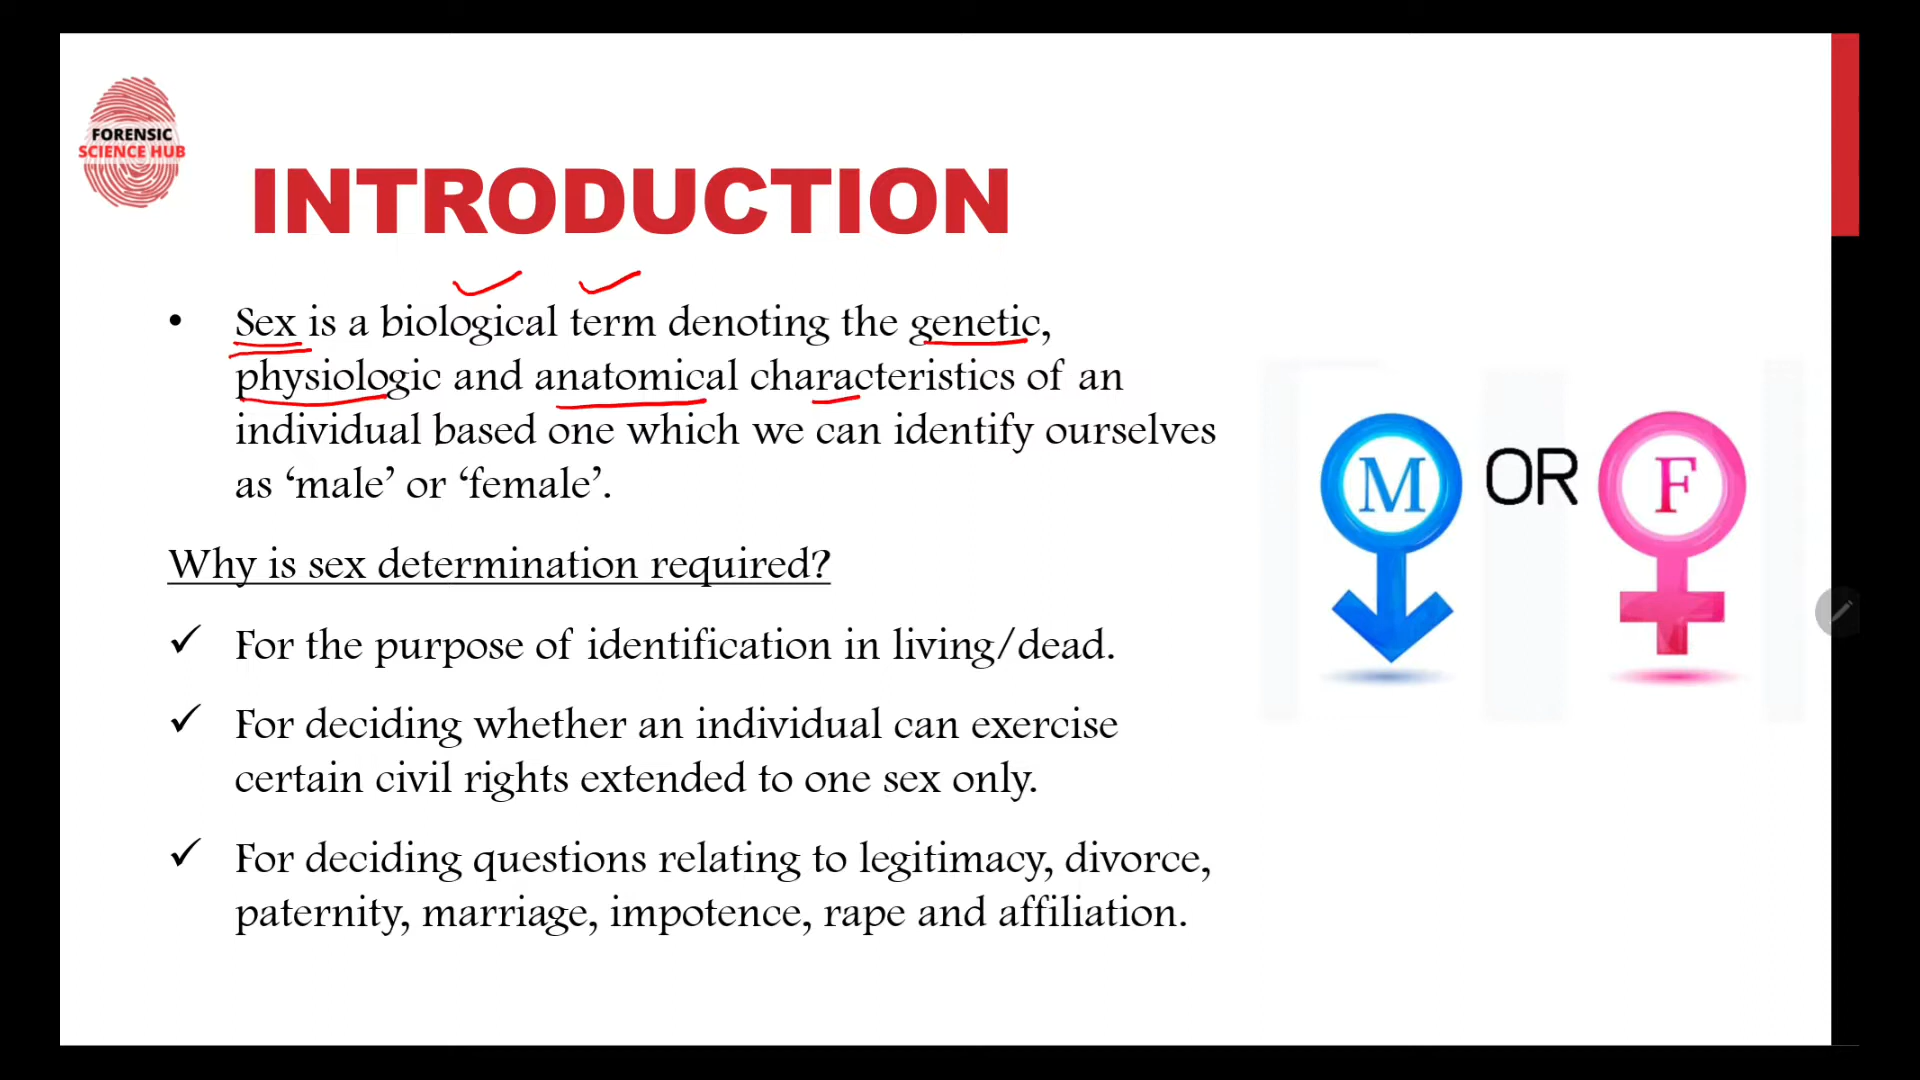 FORENSIC
SCIENCE HUB
INTRODUCTION
• Sex is a biological term denoting the genetic,
physiologic and anatomical characteristics of an
individual based one which we can identify ourselves
as ‘male’ or ‘female’.
M OR F
Why is sex determination required?
✓ For the purpose of identification in living/dead.
✓ For deciding whether an individual can exercise
certain civil rights extended to one sex only.
✓ For deciding questions relating to legitimacy, divorce,
paternity, marriage, impotence, rape and affiliation.